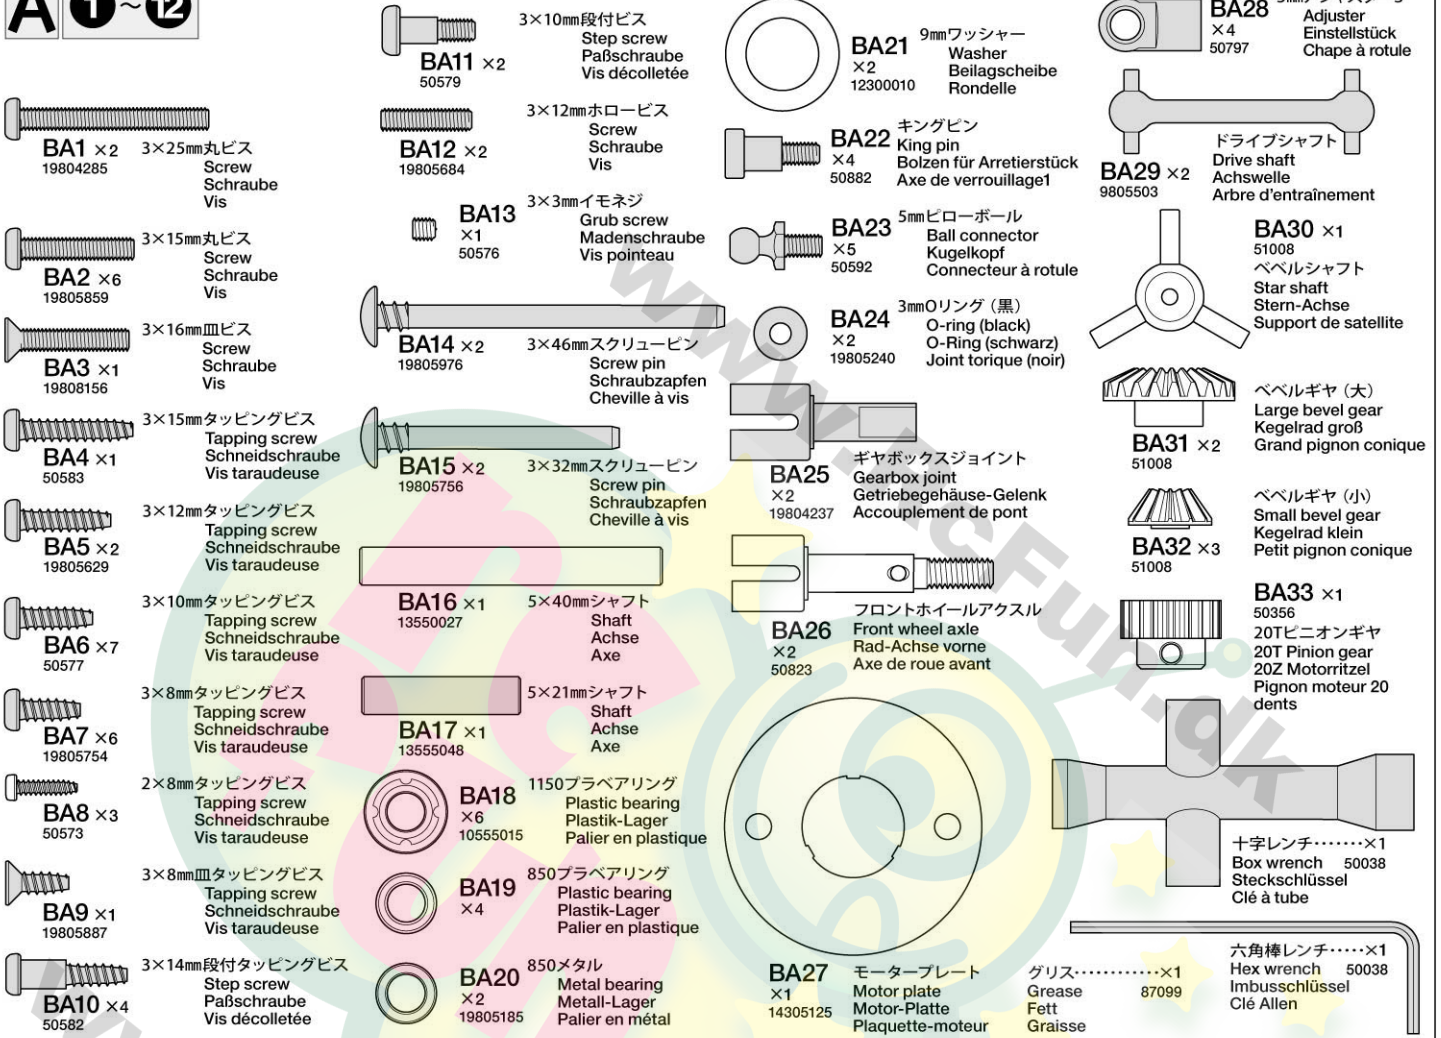 A 1~12
BA1 ×2
19804285
3×25mm丸ビス
Screw
Schraube
Vis
BA2 ×6
19805859
3×15mm丸ビス
Screw
Schraube
Vis
BA3 ×1
19808156
3×16mm皿ビス
Screw
Schraube
Vis
BA4 ×1
50583
3×15mmタッピングビス
Tapping screw
Schneidschraube
Vis taraudeuse
BA5 ×2
19805629
3×12mmタッピングビス
Tapping screw
Schneidschraube
Vis taraudeuse
BA6 ×7
50577
3×10mmタッピングビス
Tapping screw
Schneidschraube
Vis taraudeuse
BA7 ×6
19805754
3×8mmタッピングビス
Tapping screw
Schneidschraube
Vis taraudeuse
BA8 ×3
50573
2×8mmタッピングビス
Tapping screw
Schneidschraube
Vis taraudeuse
BA9 ×1
19805887
3×8mm皿タッピングビス
Tapping screw
Schneidschraube
Vis taraudeuse
BA10 ×4
50582
3×14mm段付タッピングビス
Step screw
Paßschraube
Vis décolletée
BA11 ×2
50579
3×10mm段付ビス
Step screw
Paßschraube
Vis décolletée
BA12 ×2
19805684
3×12mmホロービス
Screw
Schraube
Vis
BA13
×1
50576
3×3mmイモネジ
Grub screw
Madenschraube
Vis pointeau
BA14 ×2
19805976
3×46mmスクリューピン
Screw pin
Schraubzapfen
Cheville à vis
BA15 ×2
19805756
3×32mmスクリューピン
Screw pin
Schraubzapfen
Cheville à vis
BA16 ×1
13550027
5×40mmシャフト
Shaft
Achse
Axe
BA17 ×1
13555048
5×21mmシャフト
Shaft
Achse
Axe
BA18
×6
10555015
1150プラベアリング
Plastic bearing
Plastik-Lager
Palier en plastique
BA19
×4
850プラベアリング
Plastic bearing
Plastik-Lager
Palier en plastique
BA20
×2
19805185
850メタル
Metal bearing
Metall-Lager
Palier en métal
BA21
×2
12300010
9mmワッシャー
Washer
Beilagscheibe
Rondelle
BA22
×4
50882
キングピン
King pin
Bolzen für Arretierstück
Axe de verrouillage1
BA23
×5
50592
5mmピローボール
Ball connector
Kugelkopf
Connecteur à rotule
BA24
×2
19805240
3mmOリング（黒）
O-ring (black)
O-Ring (schwarz)
Joint torique (noir)
BA25
×2
19804237
ギヤボックスジョイント
Gearbox joint
Getriebegehäuse-Gelenk
Accouplement de pont
BA26
×2
50823
フロントホイールアクスル
Front wheel axle
Rad-Achse vorne
Axe de roue avant
BA27
×1
14305125
モータープレート
Motor plate
Motor-Platte
Plaquette-moteur
BA28
×4
50797
Adjuster
Einstellstück
Chape à rotule
BA29 ×2
9805503
ドライブシャフト
Drive shaft
Achswelle
Arbre d'entraînement
BA30 ×1
51008
ベベルシャフト
Star shaft
Stern-Achse
Support de satellite
BA31 ×2
51008
ベベルギヤ（大）
Large bevel gear
Kegelrad groß
Grand pignon conique
BA32 ×3
51008
ベベルギヤ（小）
Small bevel gear
Kegelrad klein
Petit pignon conique
BA33 ×1
50356
20Tピニオンギヤ
20T Pinion gear
20Z Motorritzel
Pignon moteur 20
dents
十字レンチ·······×1
Box wrench 50038
Steckschlüssel
Clé à tube
六角棒レンチ·····×1
Hex wrench 50038
Imbusschlüssel
Clé Allen
グリス············×1
Grease 87099
Fett
Graisse
www.RcFun.dk